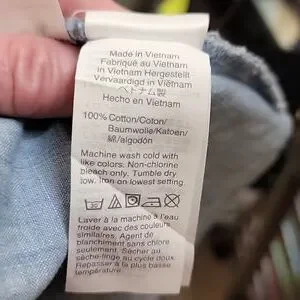 Made in Vietnam
Fabriqué au Vietnam
in Vietnam Hergestellt
Vervaardigd in Vietnam
ベトナム製
Hecho en Vietnam
100% Cotton/Coton/
Baumwolle/Katoen/
綿/algodón
Machine wash cold with
like colors. Non-chlorine
bleach only. Tumble dry
low. Iron on lowest setting.
Laver à la machine à l'eau
froide avec des couleurs
similaires. Agent de
blanchiment sans chlore
seulement. Sécher au
sèche-linge au cycle doux.
Repasser à la plus basse
température.